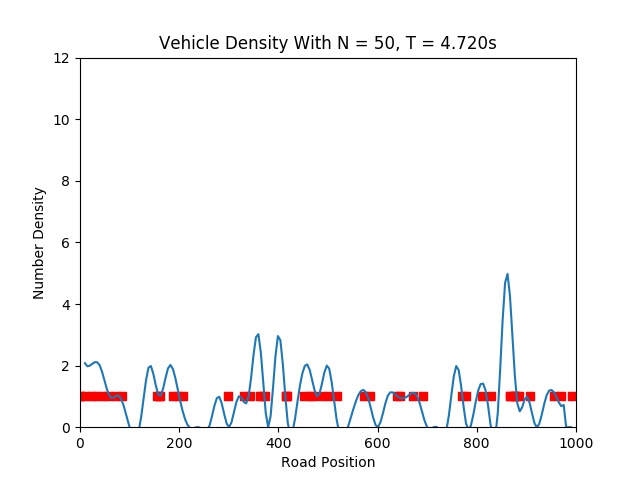 Vehicle Density With N = 50, T = 4.720s
12
10
8
6
4
2
0
Number Density
0 200 400 600 800 1000
Road Position